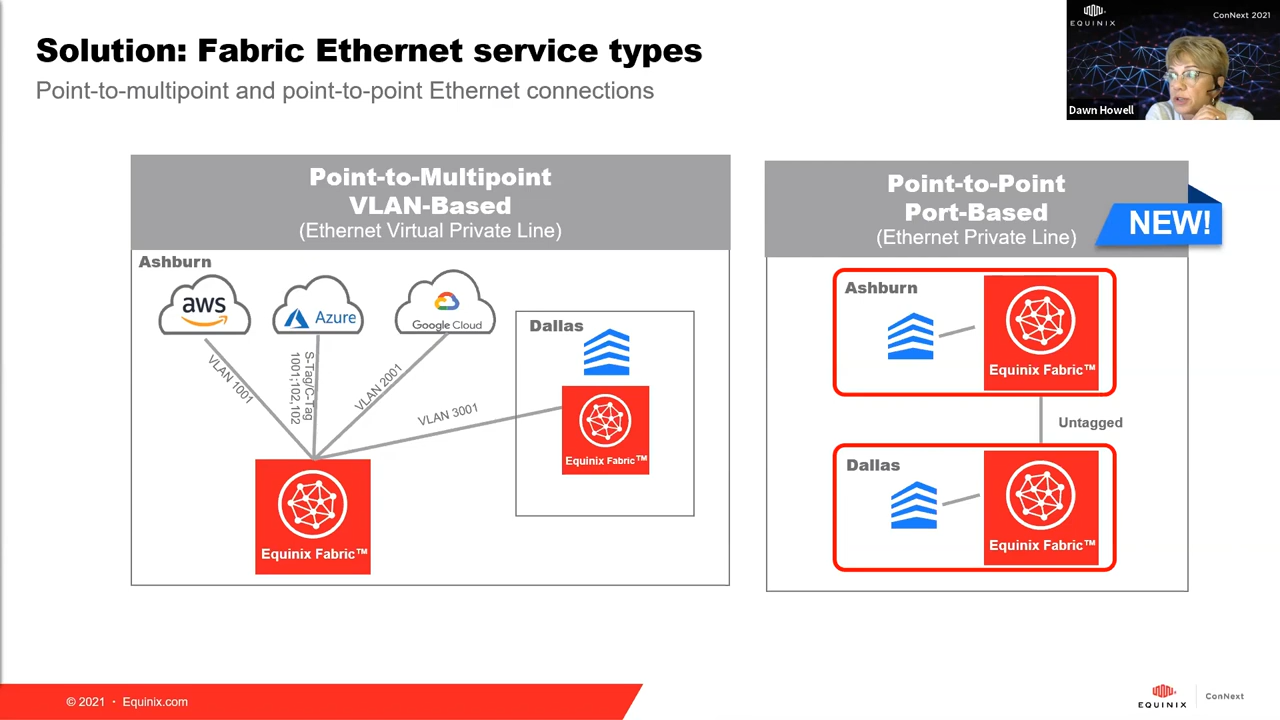 Solution: Fabric Ethernet service types
Point-to-multipoint and point-to-point Ethernet connections
EQUINIX
ConNext 2021
Dawn Howell
Point-to-Multipoint
VLAN-Based
(Ethernet Virtual Private Line)
Ashburn
aws
Azure
Google Cloud
VLAN 1001
S-Tag/C-Tag
1001;102,102
VLAN 2001
VLAN 3001
Dallas
Equinix Fabric™
Equinix Fabric™
Point-to-Point
Port-Based
(Ethernet Private Line)
NEW!
Ashburn
Equinix Fabric™
Untagged
Dallas
Equinix Fabric™
© 2021 · Equinix.com
EQUINIX
ConNext